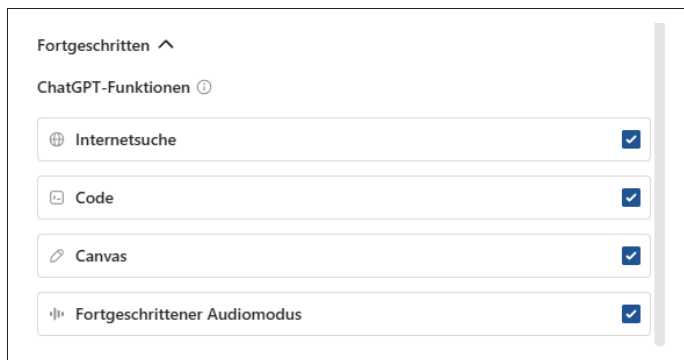 Fortgeschritten
ChatGPT-Funktionen
Internetsuche
Code
Canvas
Fortgeschrittener Audiomodus